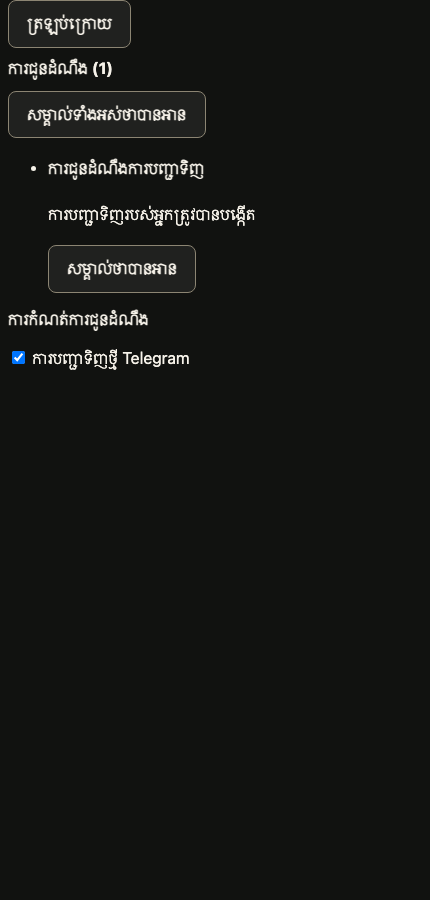 ត្រឡប់ក្រោយ
ការជូនដំណឹង (1)
សម្គាល់ទាំងអស់ថាបានអាន
ការជូនដំណឹងការបញ្ជាទិញ
ការបញ្ជាទិញរបស់អ្នកត្រូវបានបង្កើត
សម្គាល់ថាបានអាន
ការកំណត់ការជូនដំណឹង
ការបញ្ជាទិញថ្មី Telegram